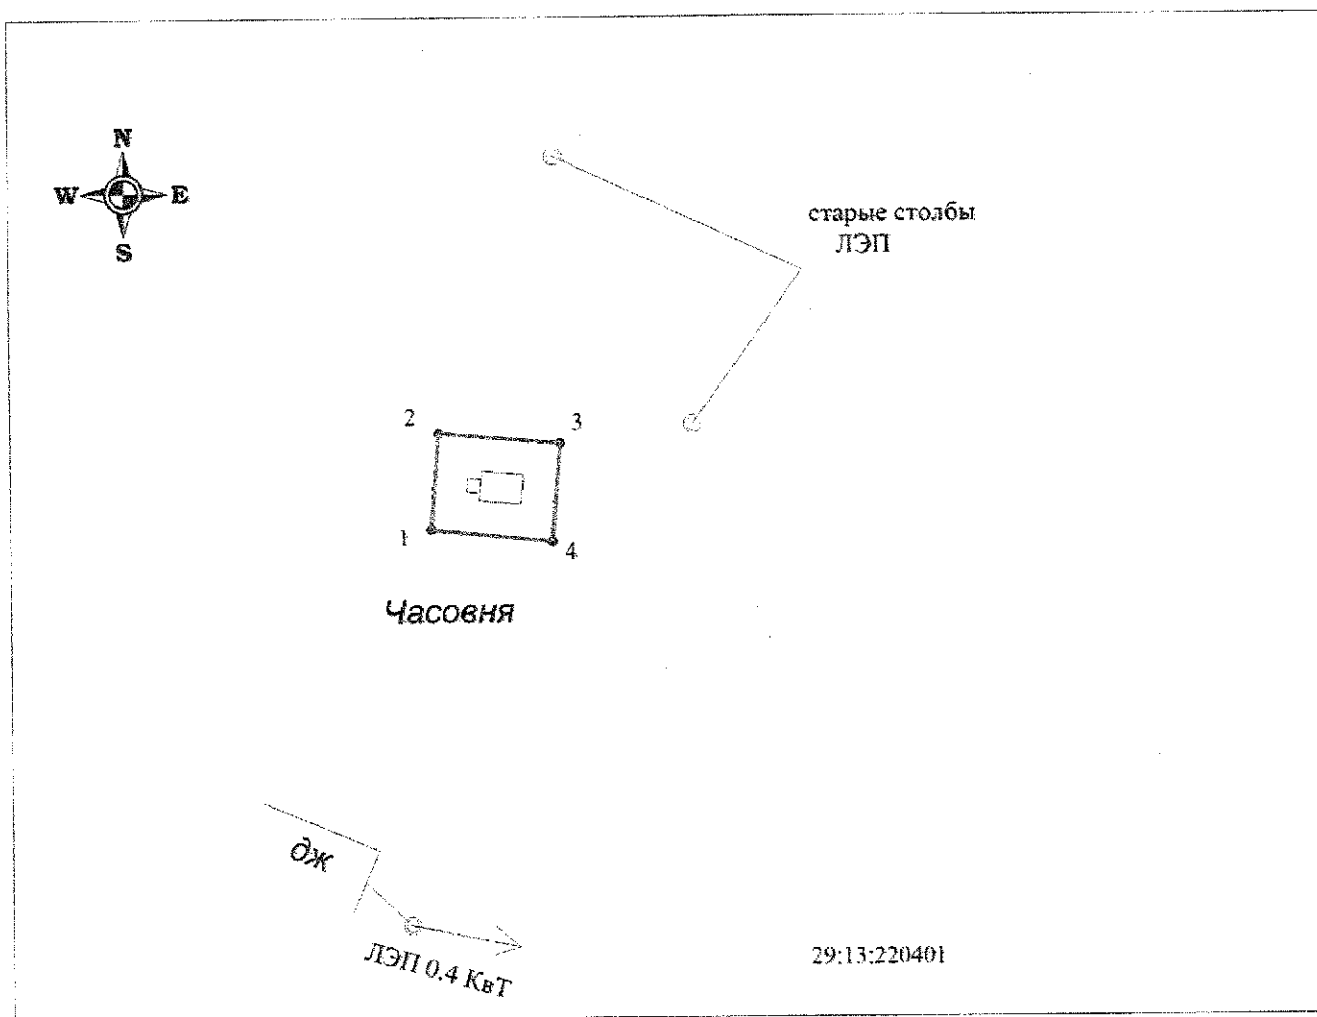 N
W E
S
старые столбы
ЛЭП
2
3
1
4
Часовня
дж
ЛЭП 0.4 КвТ
29:13:220401